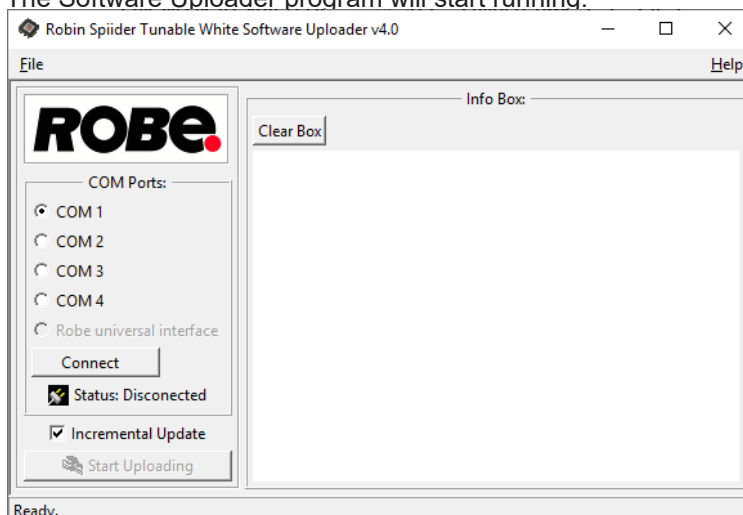 The Software Uploader program will start running.
Robin Spiider Tunable White Software Uploader v4.0
File
Help
ROBE
COM Ports:
COM 1
COM 2
COM 3
COM 4
Robe universal interface
Connect
Status: Disconected
Incremental Update
Start Uploading
Info Box:
Clear Box
Ready.